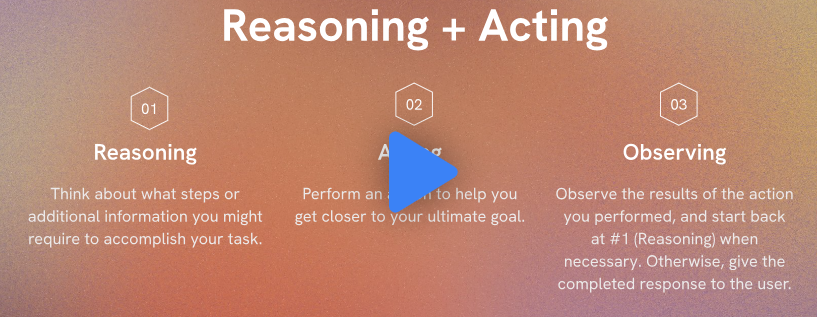 Reasoning + Acting
01
Reasoning
Think about what steps or
additional information you might
require to accomplish your task.
02
Perform an to help you
get closer to your ultimate goal.
03
Observing
Observe the results of the action
you performed, and start back
at #1 (Reasoning) when
necessary. Otherwise, give the
completed response to the user.